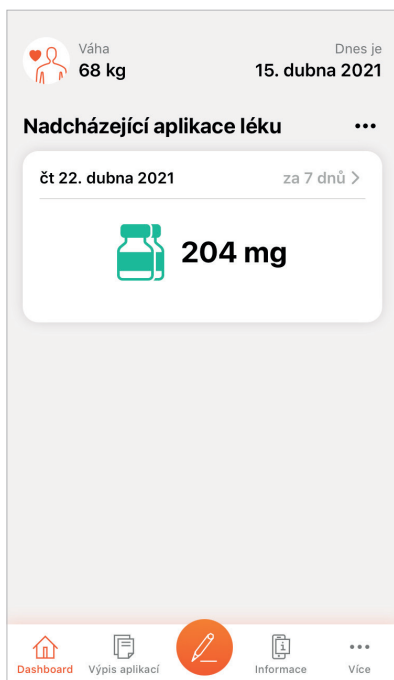 Váha
68 kg
Dnes je
15. dubna 2021
Nadcházející aplikace léku
čt 22. dubna 2021
za 7 dnů
204 mg
Dashboard
Výpis aplikací
Informace
Více